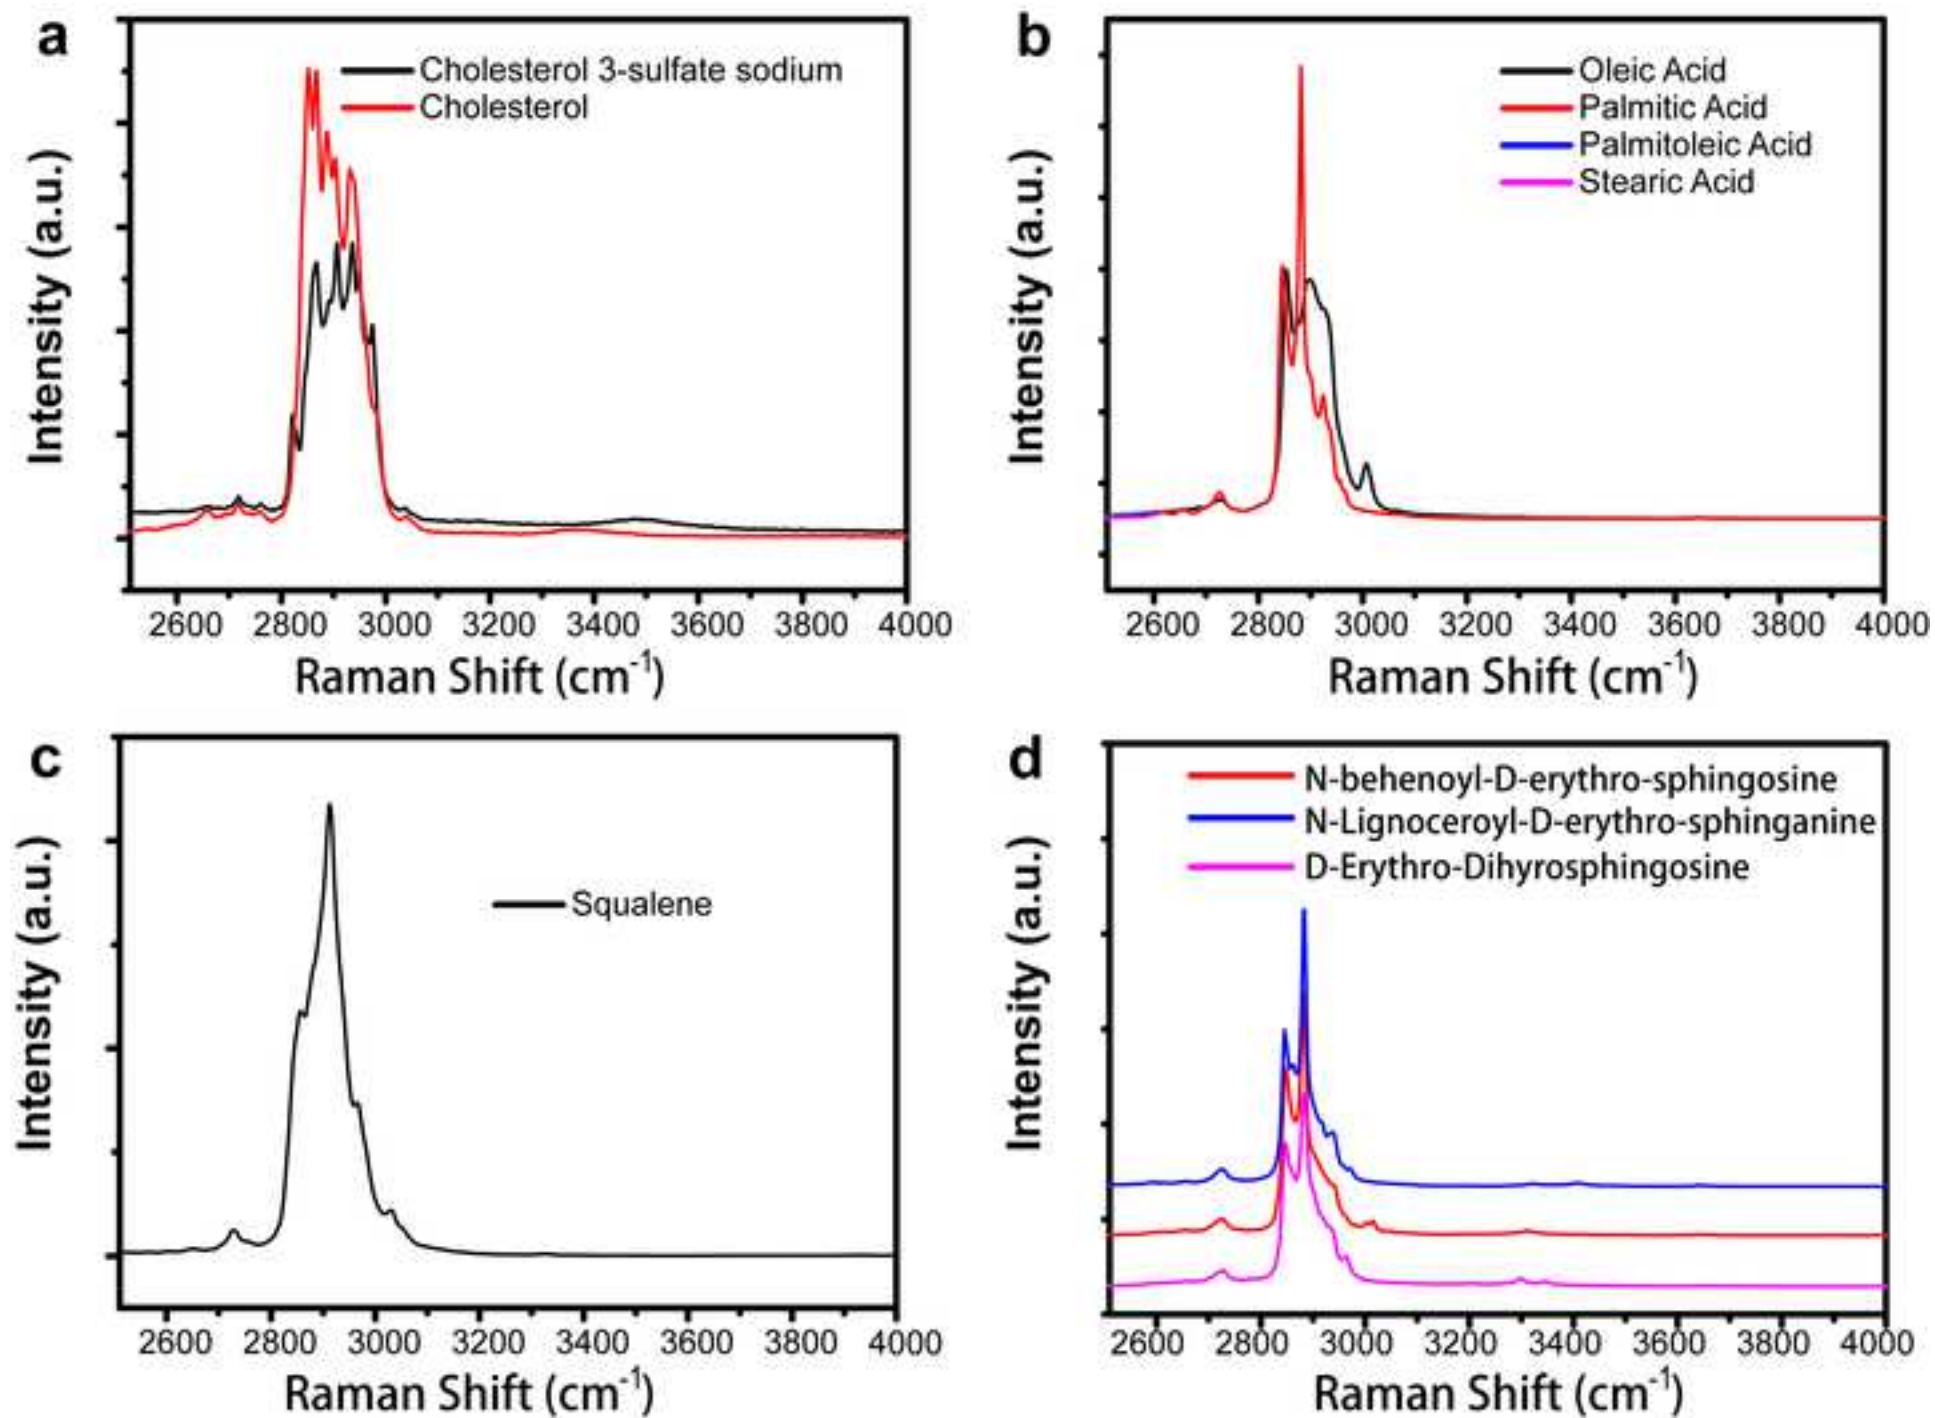 a
Cholesterol 3-sulfate sodium
Cholesterol
Intensity (a.u.)
2600 2800 3000 3200 3400 3600 3800 4000
Raman Shift (cm-1)
b
Oleic Acid
Palmitic Acid
Palmitoleic Acid
Stearic Acid
Intensity (a.u.)
2600 2800 3000 3200 3400 3600 3800 4000
Raman Shift (cm-1)
c
Squalene
Intensity (a.u.)
2600 2800 3000 3200 3400 3600 3800 4000
Raman Shift (cm-1)
d
N-behenoyl-D-erythro-sphingosine
N-Lignoceroyl-D-erythro-sphinganine
D-Erythro-Dihyrosphingosine
Intensity (a.u.)
2600 2800 3000 3200 3400 3600 3800 4000
Raman Shift (cm-1)